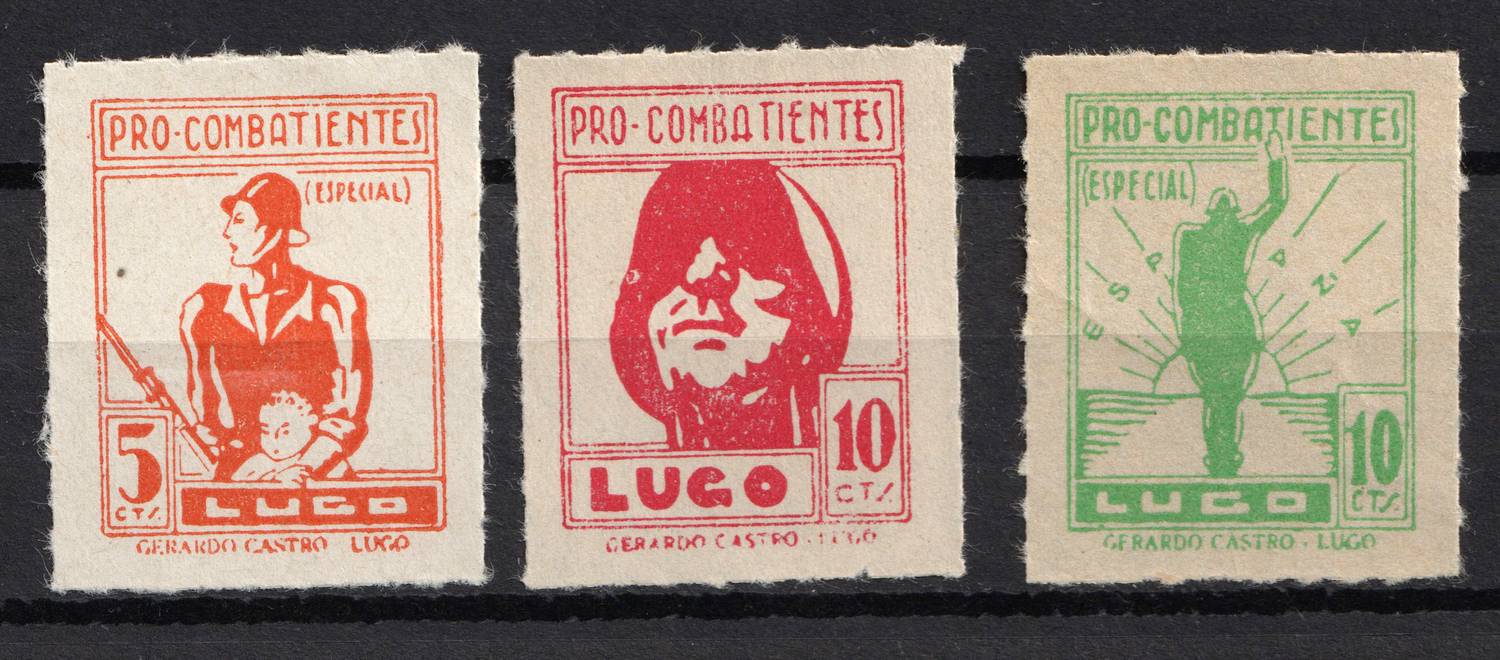 PRO-COMBATIENTES
(ESPECIAL)
5
CTS.
LUGO
GERARDO CASTRO LUGO
PRO-COMBATIENTES
10
CTS.
LUGO
GERARDO CASTRO · LUGO
PRO-COMBATIENTES
(ESPECIAL)
ESPAÑA
10
CTS.
LUGO
GERARDO CASTRO · LUGO